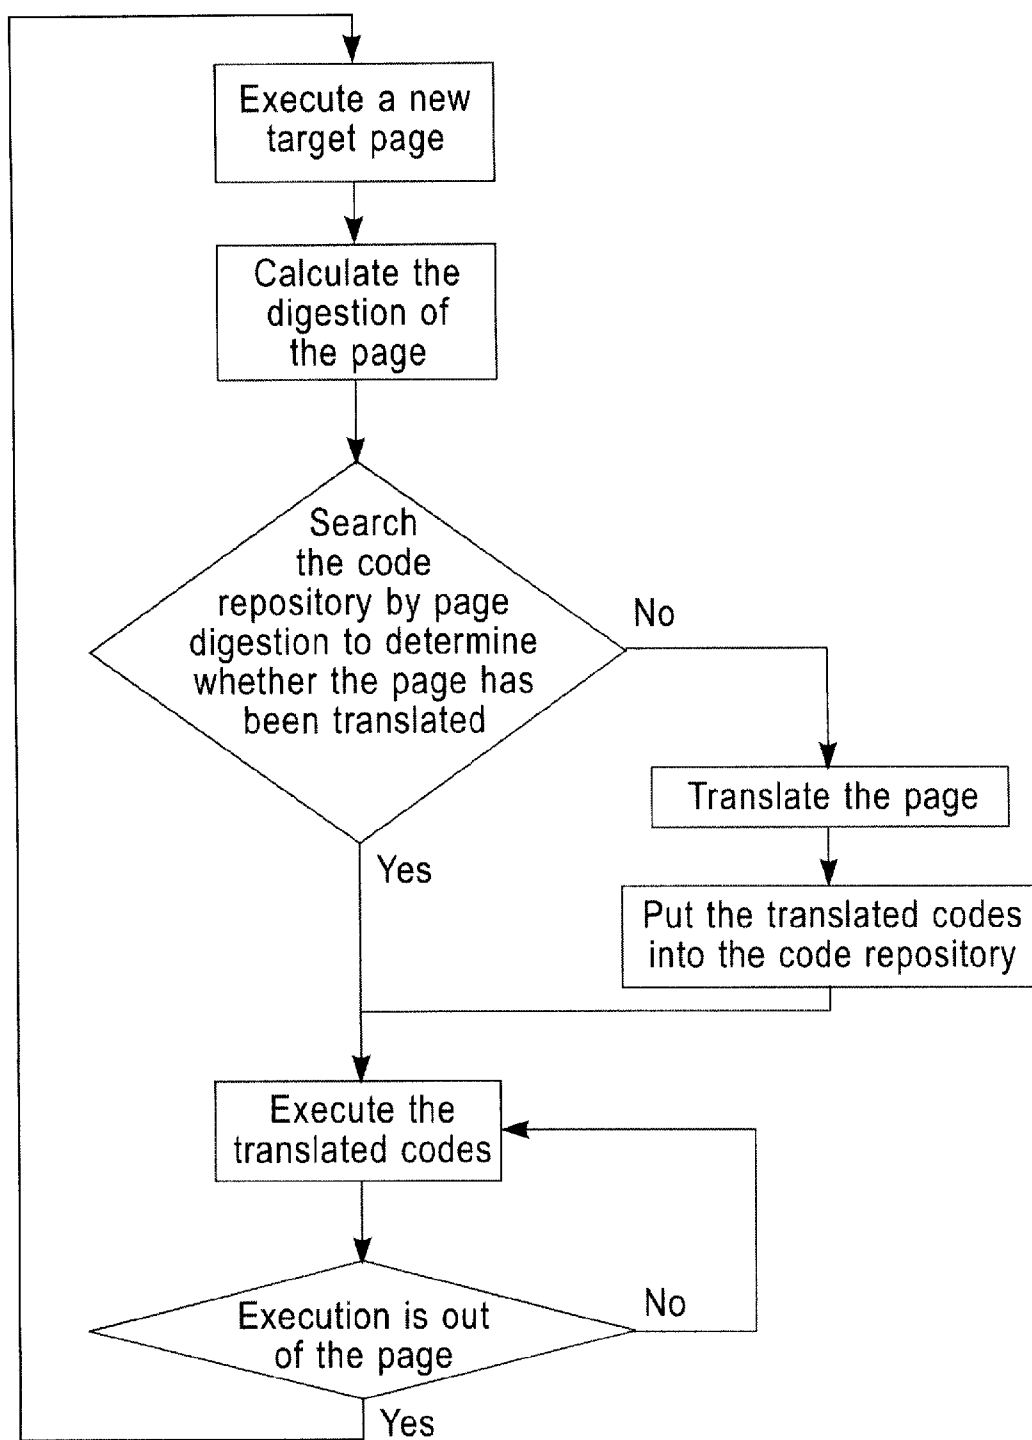 Execute a new
target page
Calculate the
digestion of
the page
Search
the code
repository by page
digestion to determine
whether the page has
been translated
No
Yes
Translate the page
Put the translated codes
into the code repository
Execute the
translated codes
Execution is out
of the page
No
Yes